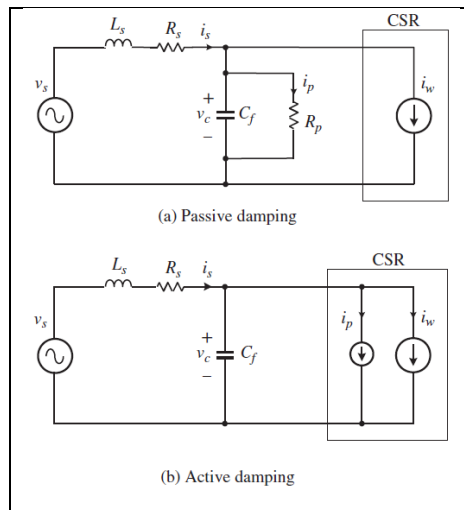 CSR
L_s R_s i_s
v_s + v_c − C_f i_p R_p i_w
(a) Passive damping
CSR
L_s R_s i_s
v_s + v_c − C_f i_p i_w
(b) Active damping